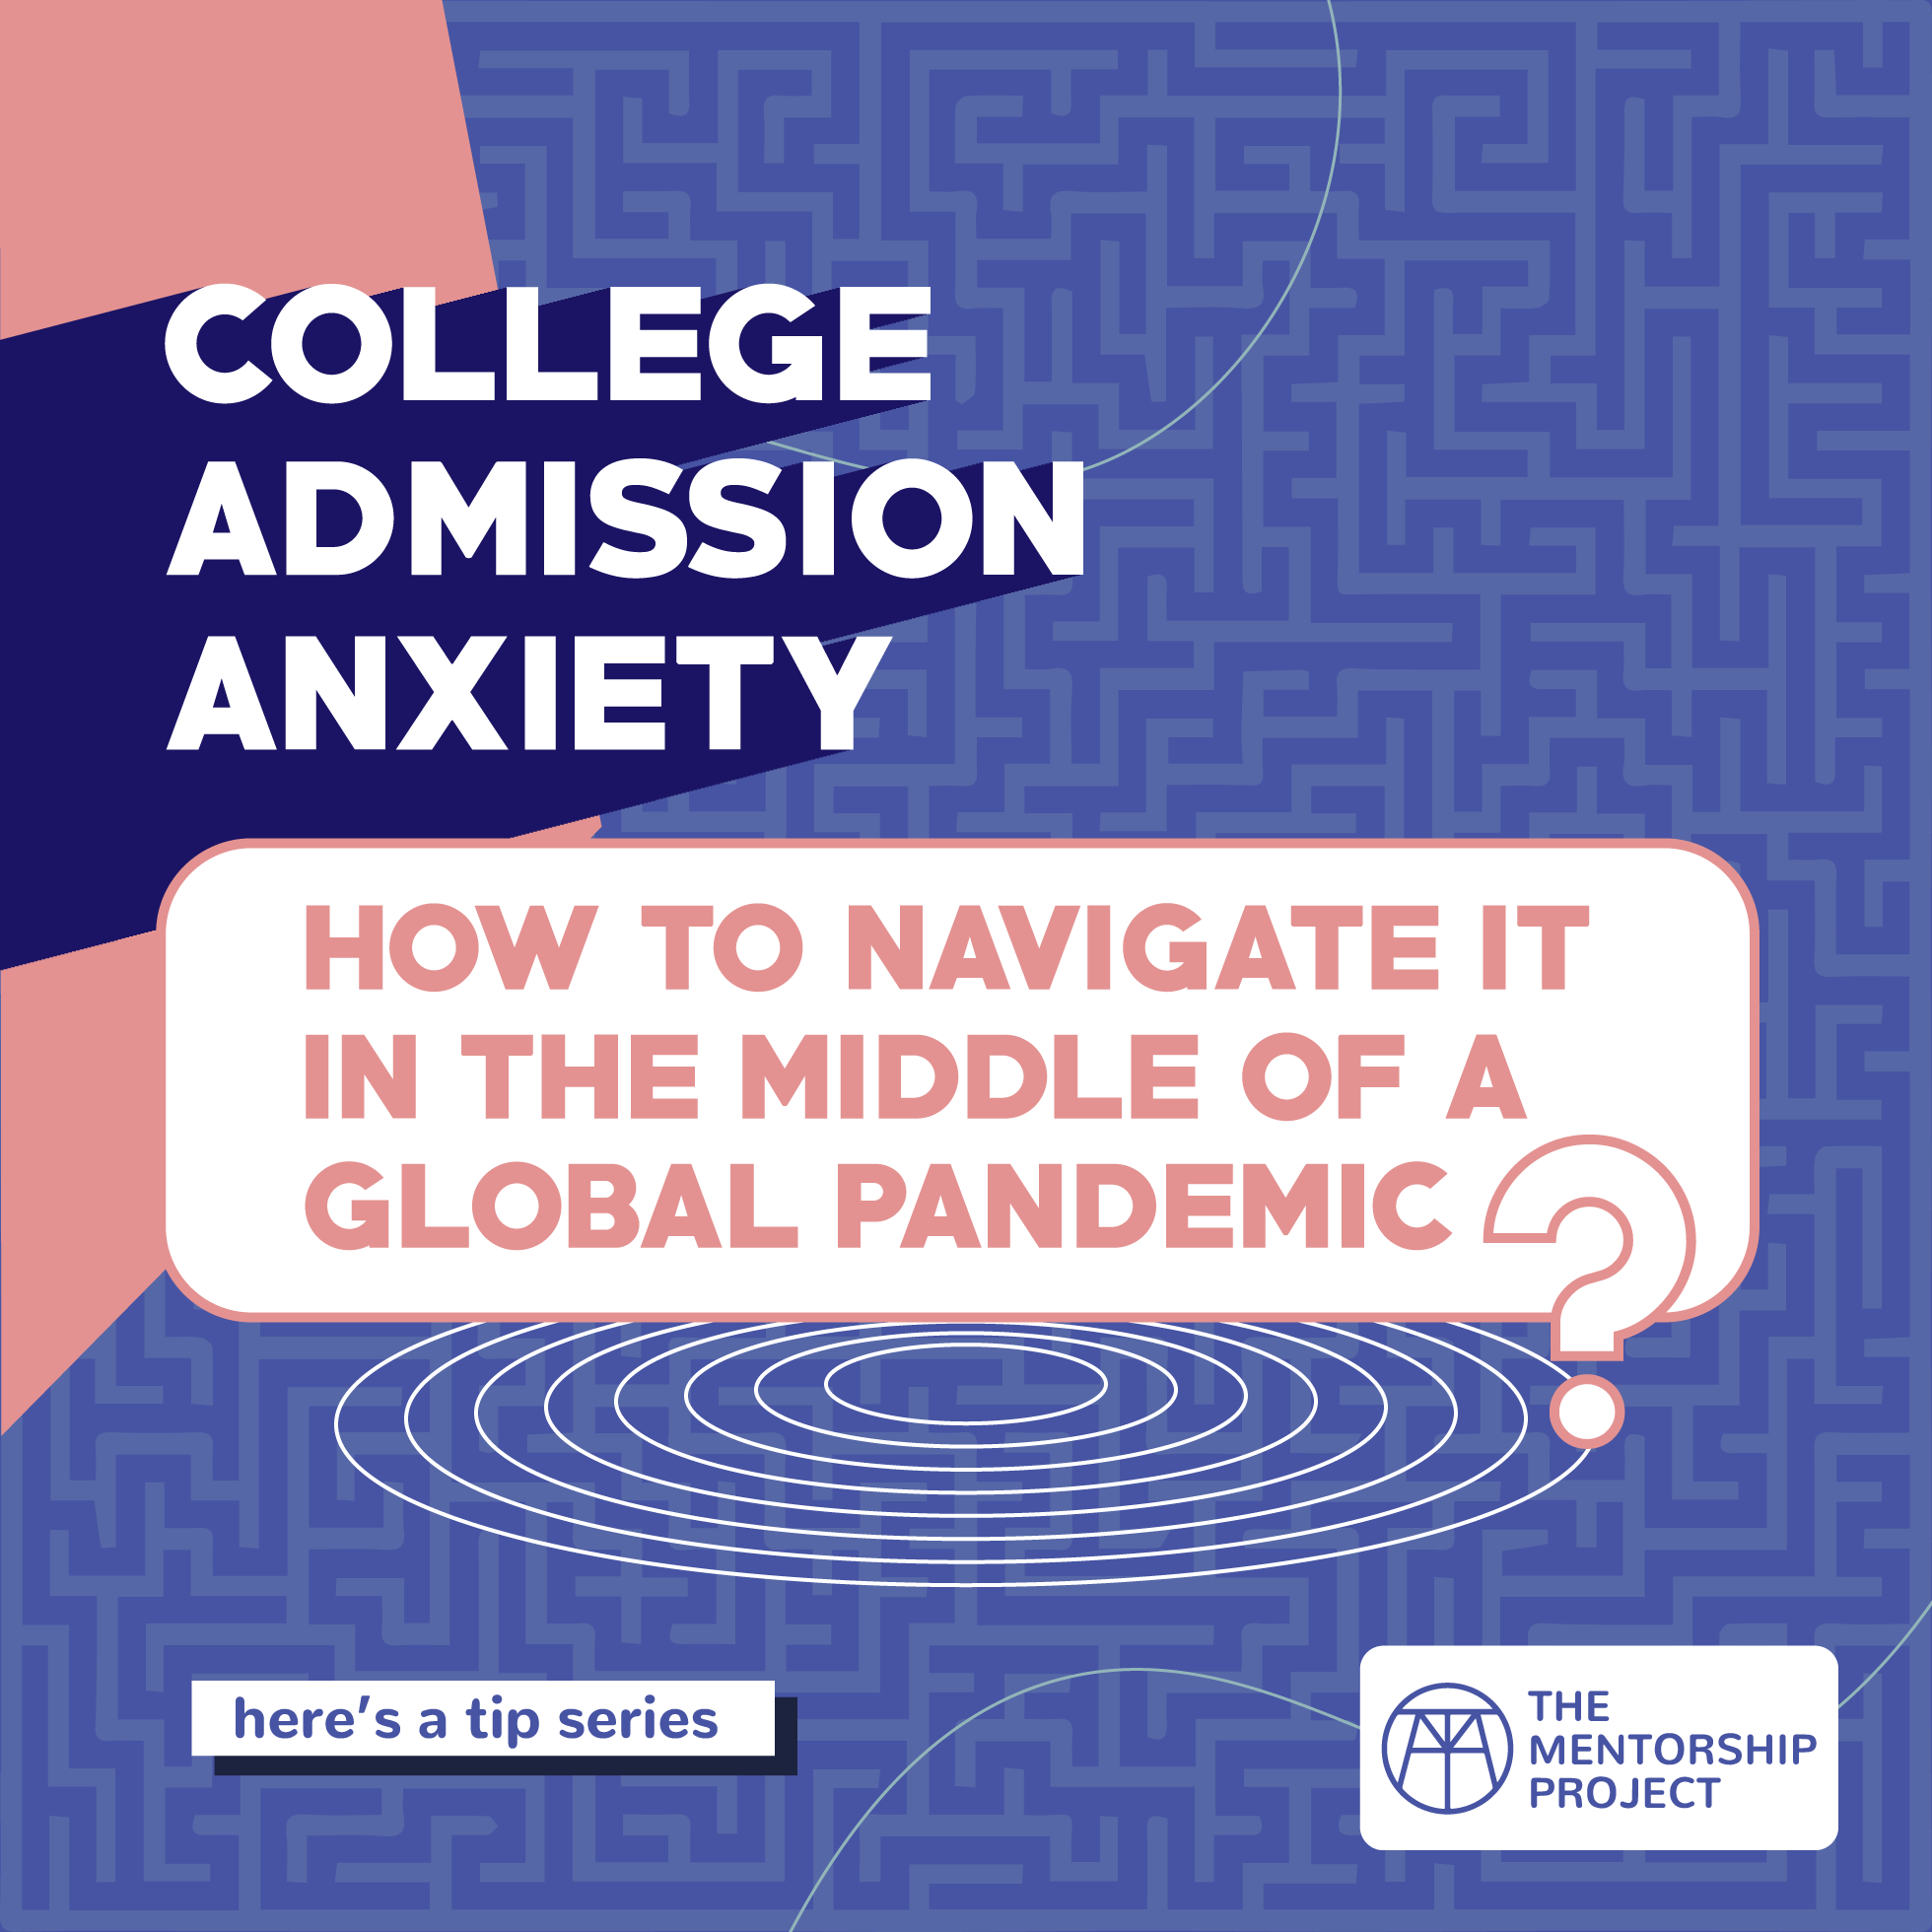 COLLEGE
ADMISSION
ANXIETY
HOW TO NAVIGATE IT
IN THE MIDDLE OF A
GLOBAL PANDEMIC?
here's a tip series
THE
MENTORSHIP
PROJECT